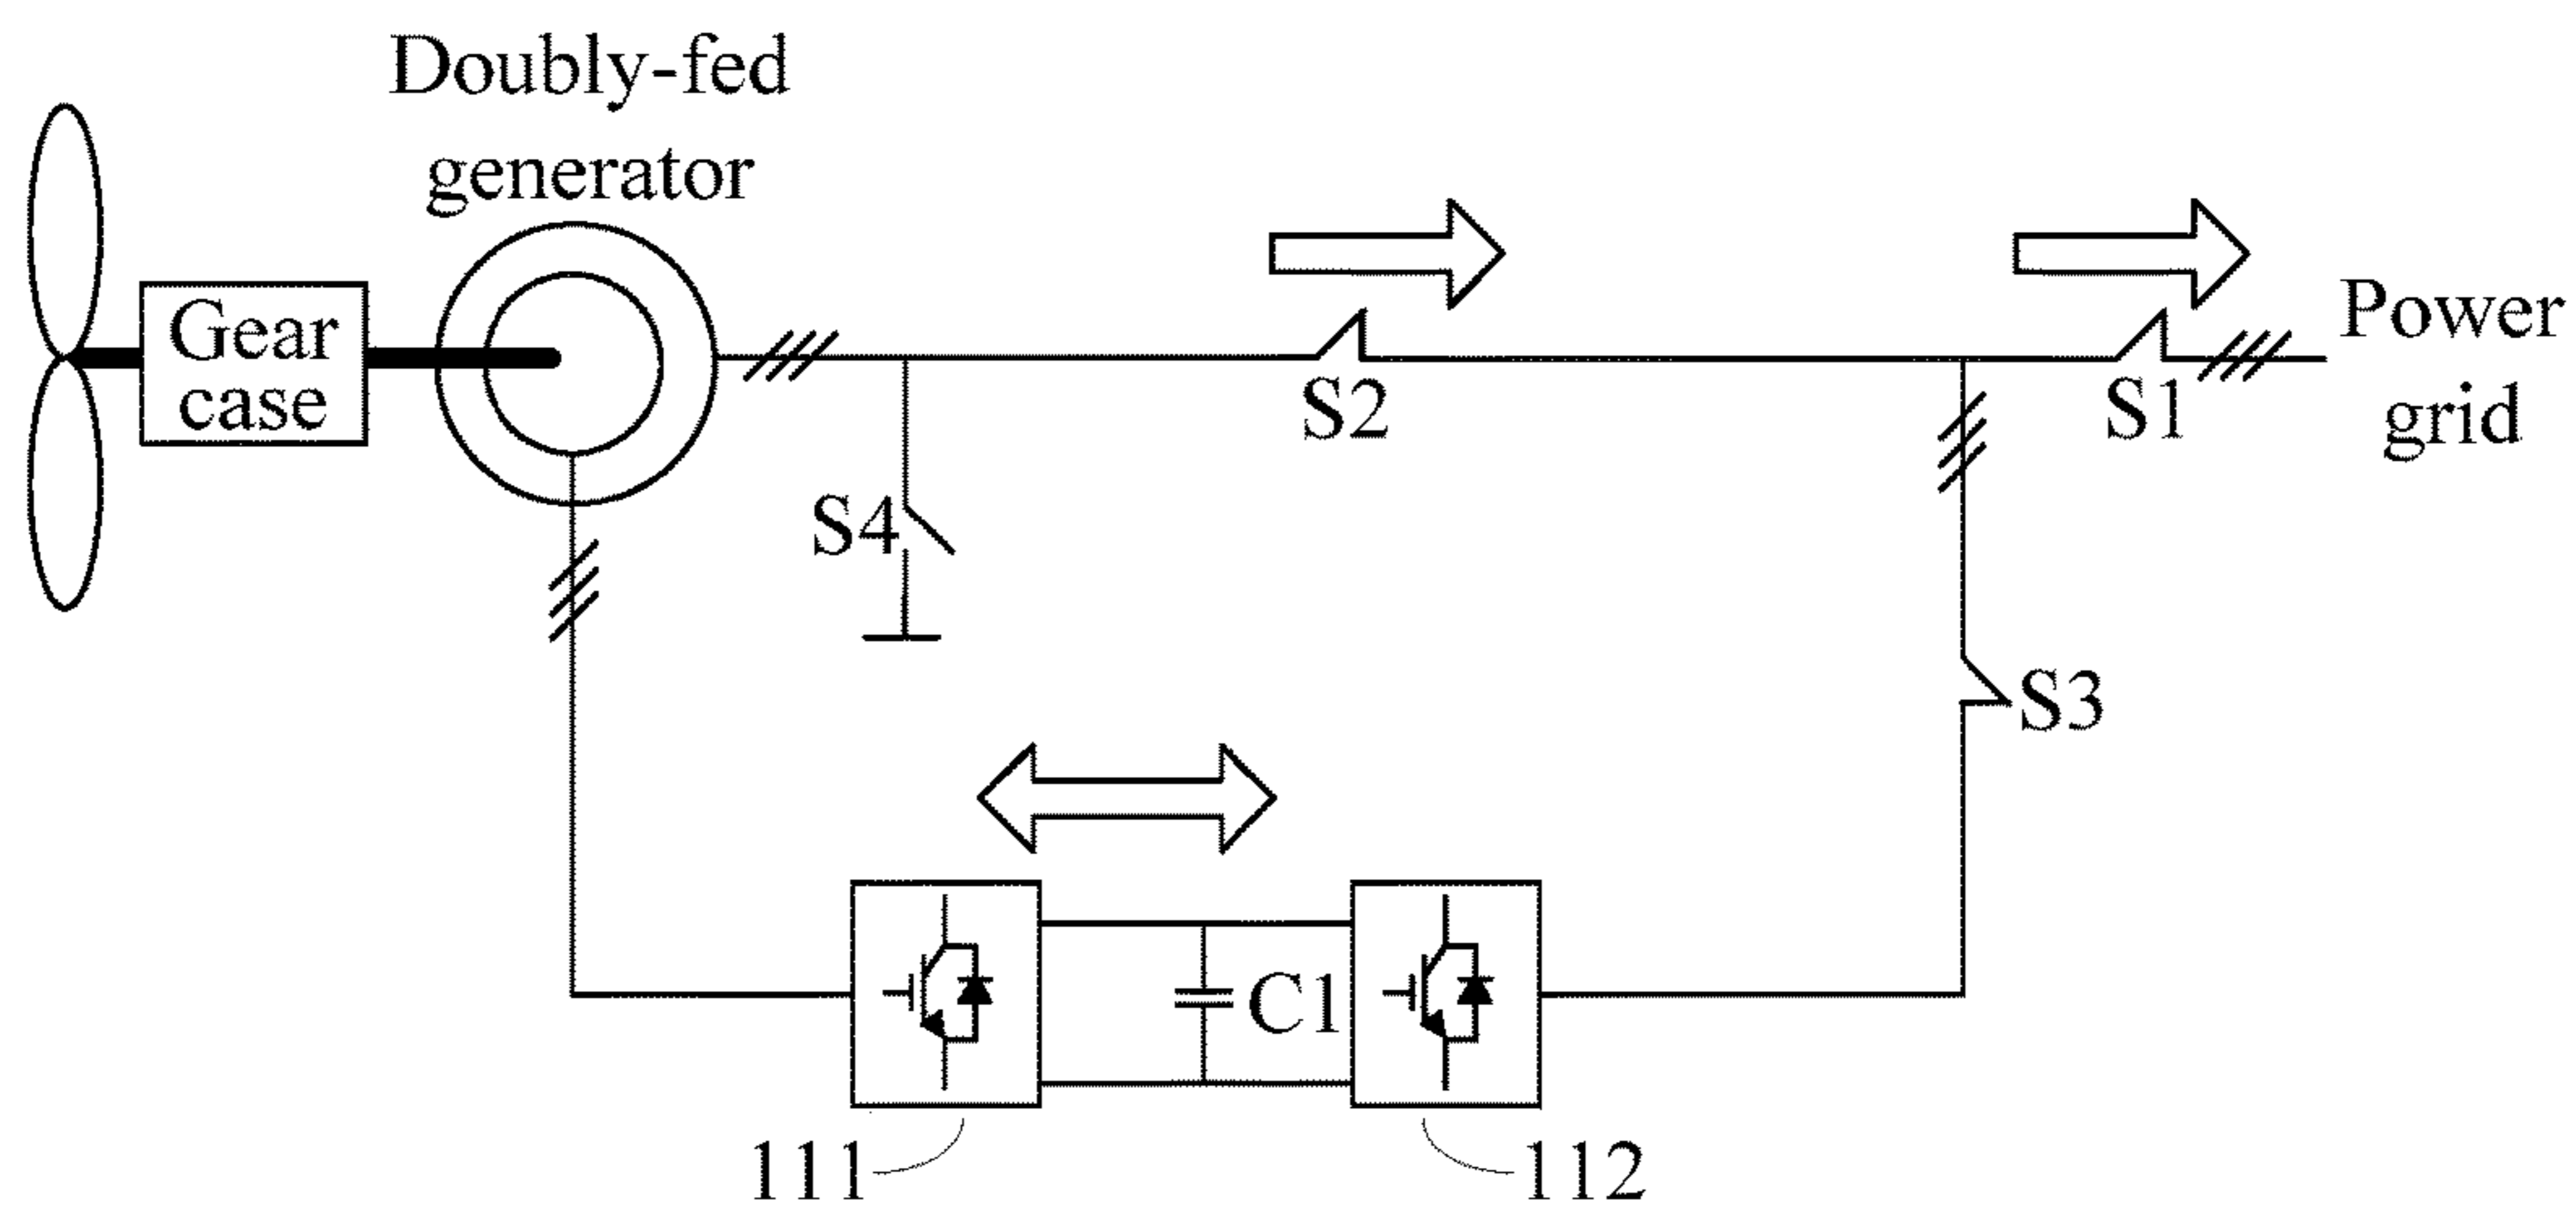 Doubly-fed
generator
Gear
case
Power
grid
S2
S1
S4
S3
C1
111
112